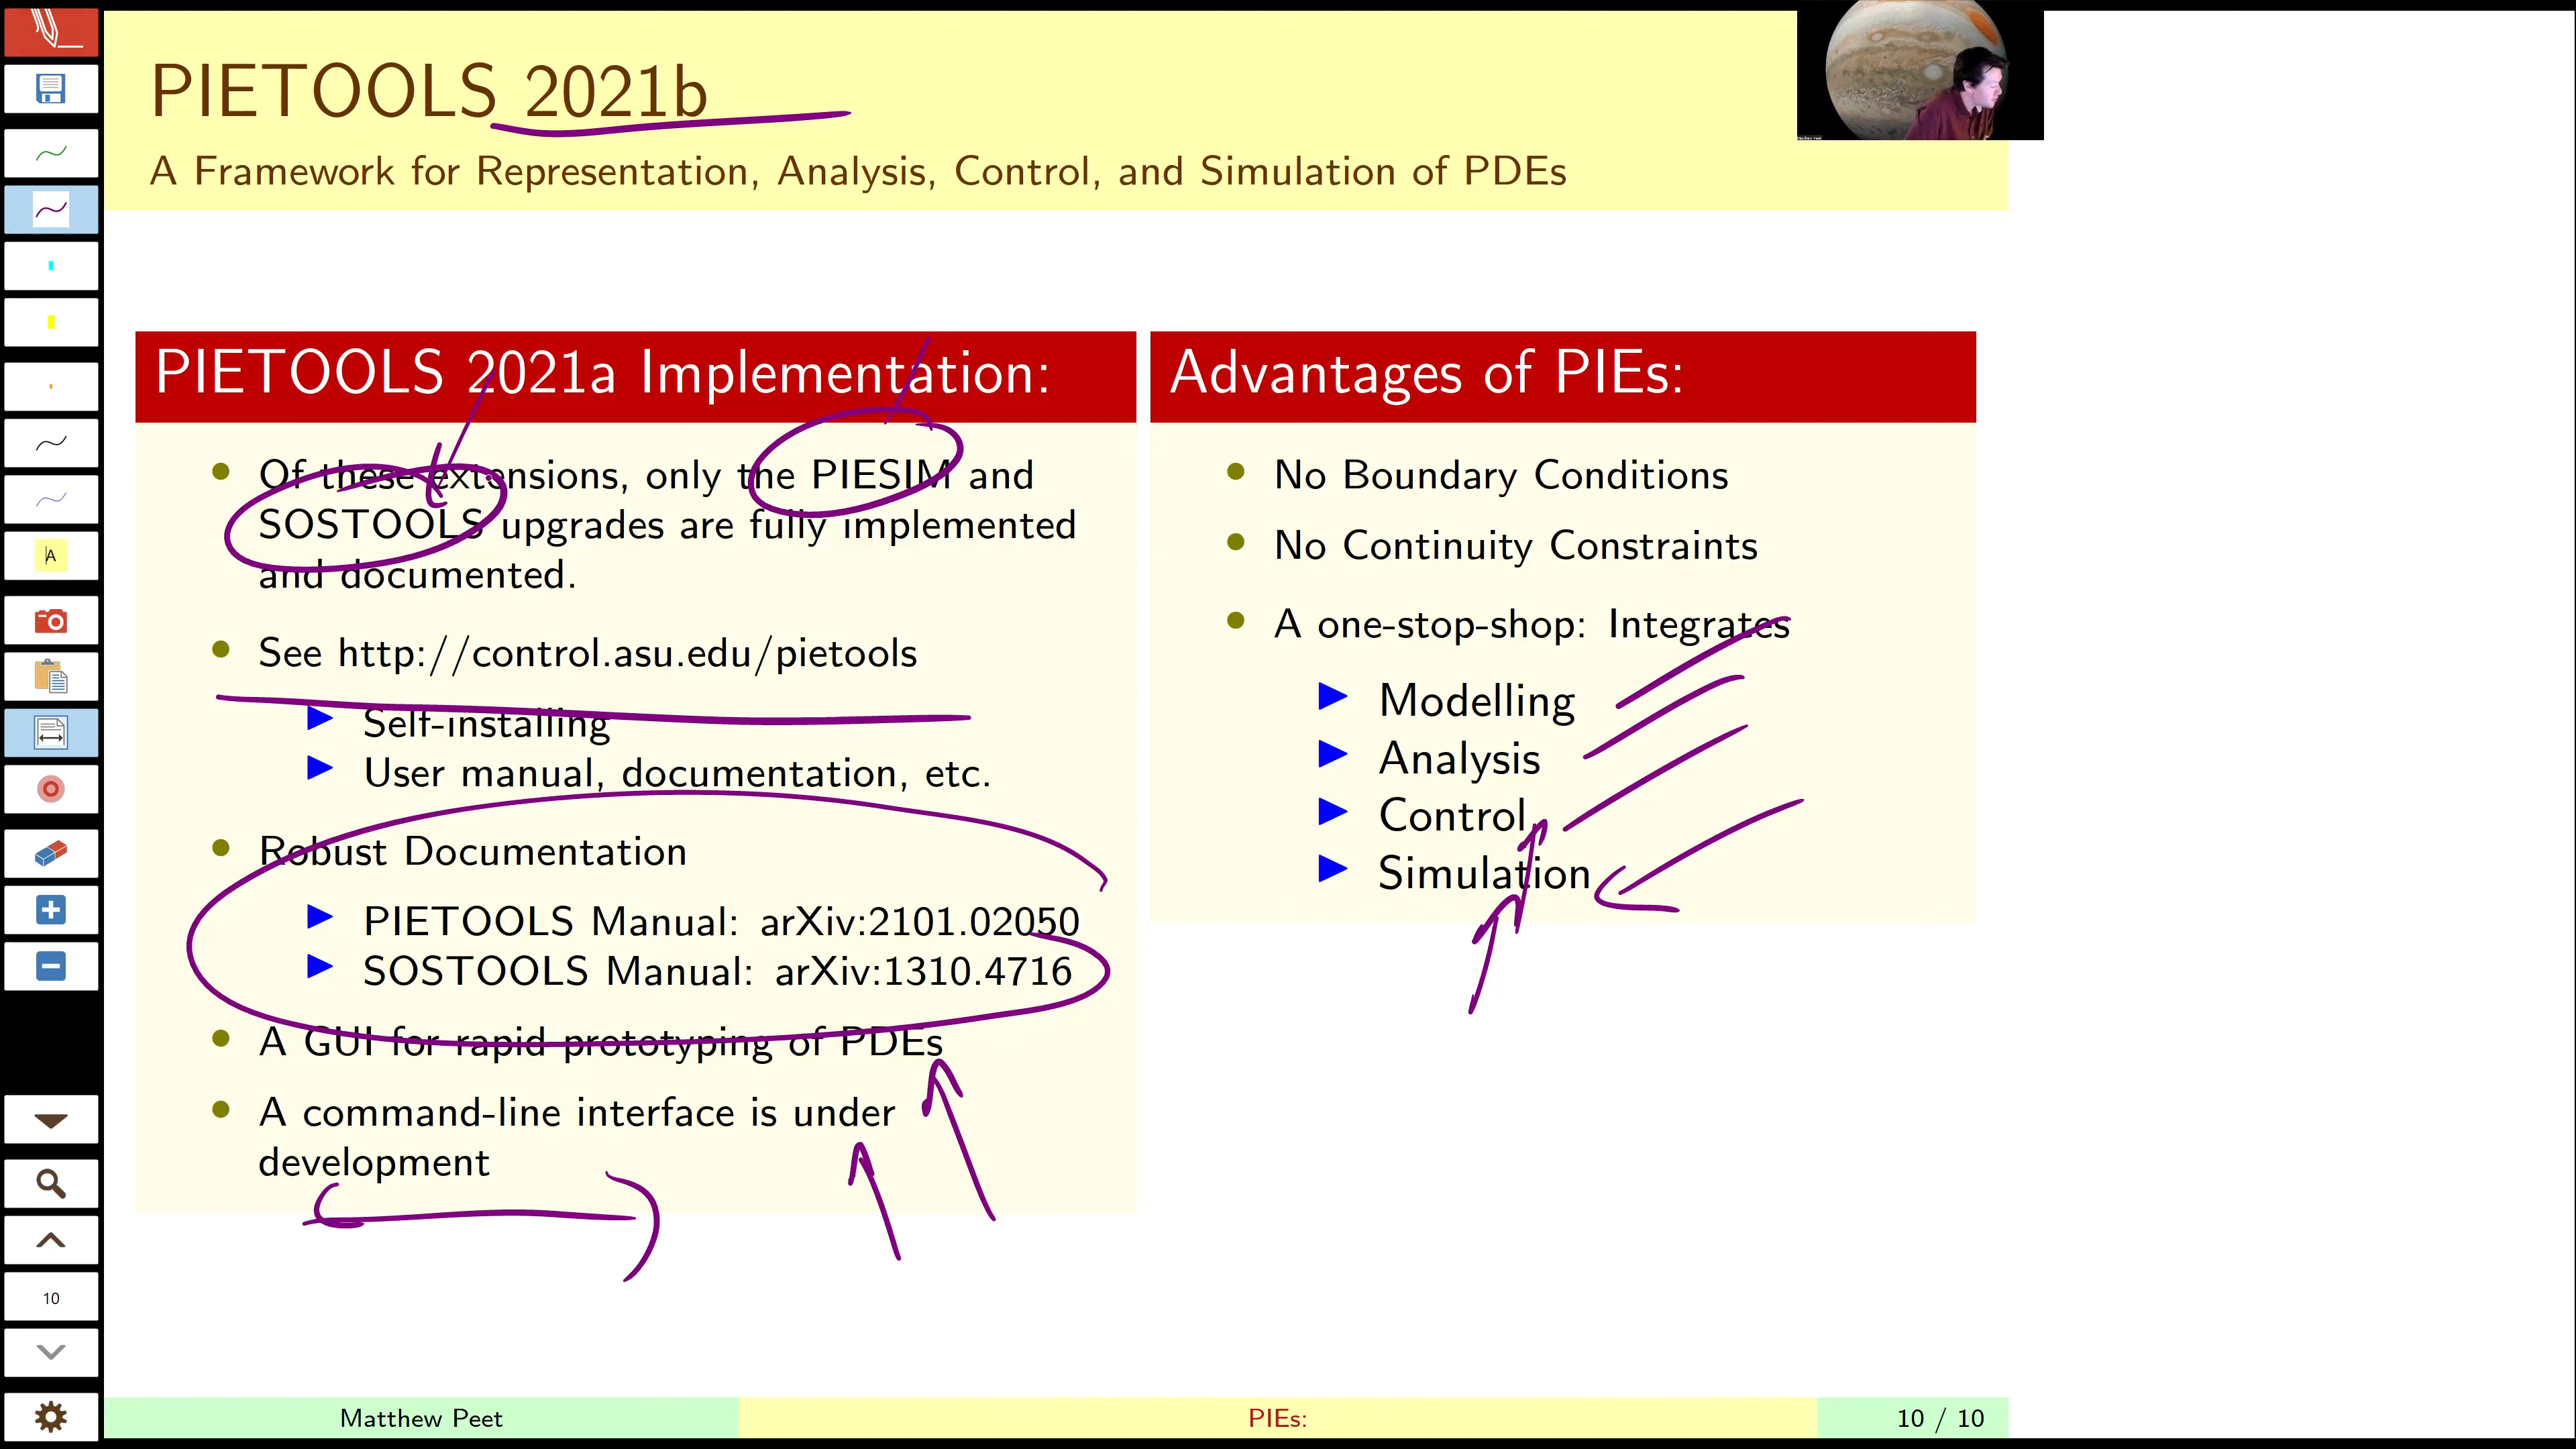 PIETOOLS 2021b
A Framework for Representation, Analysis, Control, and Simulation of PDEs
PIETOOLS 2021a Implementation:
Of these extensions, only the PIESIM and
SOSTOOLS upgrades are fully implemented
and documented.
See http://control.asu.edu/pietools
Self-installing
User manual, documentation, etc.
Robust Documentation
PIETOOLS Manual: arXiv:2101.02050
SOSTOOLS Manual: arXiv:1310.4716
A GUI for rapid prototyping of PDEs
A command-line interface is under
development
Advantages of PIEs:
No Boundary Conditions
No Continuity Constraints
A one-stop-shop: Integrates
Modelling
Analysis
Control
Simulation
A
10
Matthew Peet
PIEs:
10 / 10